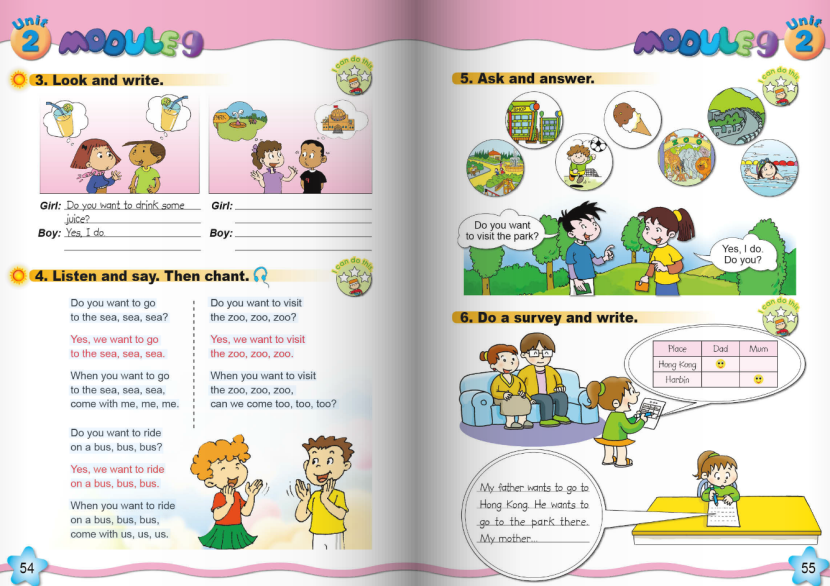 Unit
2
MODULE 9
3. Look and write.
I can do this
Girl: Do you want to drink some
juice?
Boy: Yes, I do.
Girl:
Boy:
4. Listen and say. Then chant.
I can do this
Do you want to go
to the sea, sea, sea?
Yes, we want to go
to the sea, sea, sea.
When you want to go
to the sea, sea, sea,
come with me, me, me.
Do you want to ride
on a bus, bus, bus?
Yes, we want to ride
on a bus, bus, bus.
When you want to ride
on a bus, bus, bus,
come with us, us, us.
Do you want to visit
the zoo, zoo, zoo?
Yes, we want to visit
the zoo, zoo, zoo.
When you want to visit
the zoo, zoo, zoo,
can we come too, too, too?
54
MODULE 9
Unit
2
5. Ask and answer.
I can do this
Do you want
to visit the park?
Yes, I do.
Do you?
6. Do a survey and write.
I can do this
Place Dad Mum
Hong Kong
Harbin
My father wants to go to
Hong Kong. He wants to
go to the park there.
My mother...
55